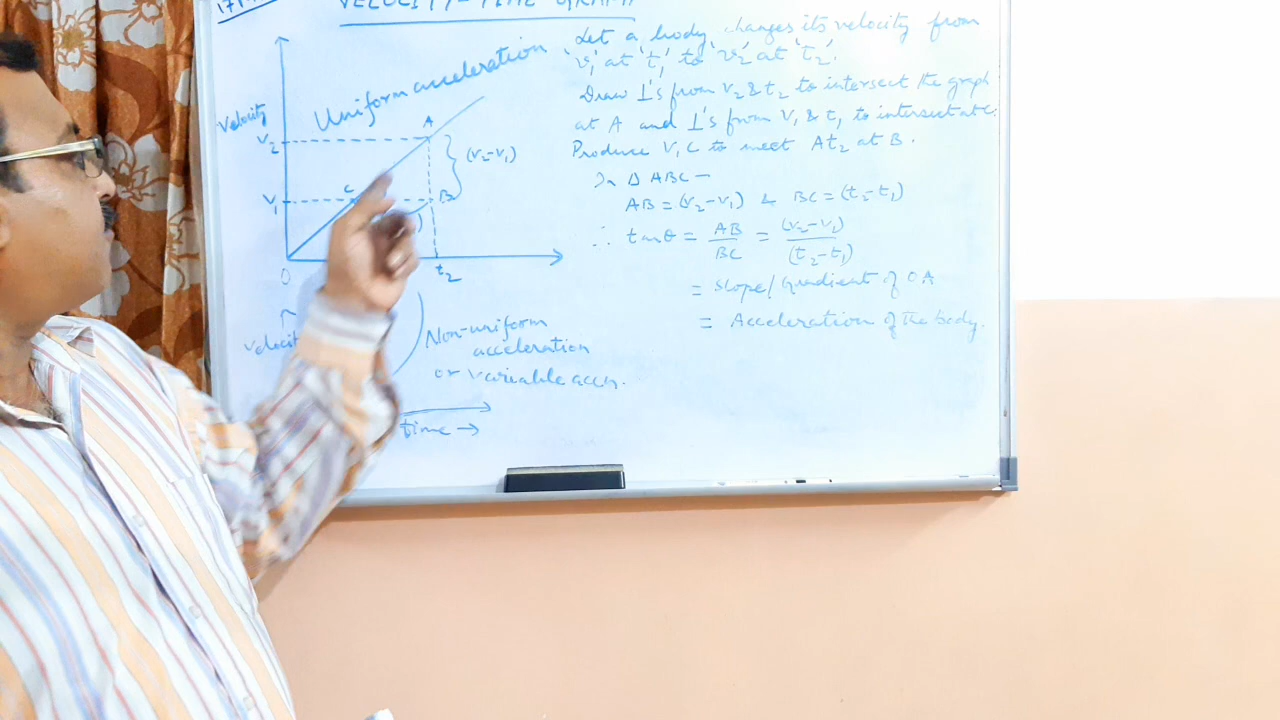 VELOCITY-TIME GRAPH
Uniform acceleration
Velocity
V₂
A
(V₂-V₁)
V₁
C
B
)
O
t₂
Let a body changes its velocity from
'v₁' at 't₁' to 'v₂' at 't₂'.
Draw ⊥'s from V₂ & t₂ to intersect the graph
at A and ⊥'s from V₁ & t₁ to intersect at C.
Produce V₁C to meet At₂ at B.
In Δ ABC —
AB = (V₂-V₁) & BC = (t₂-t₁)
∴ tan θ = AB/BC = (V₂-V₁)/(t₂-t₁)
= Slope/Gradient of OA
= Acceleration of the body.
Non-uniform
acceleration
or variable accn.
time →